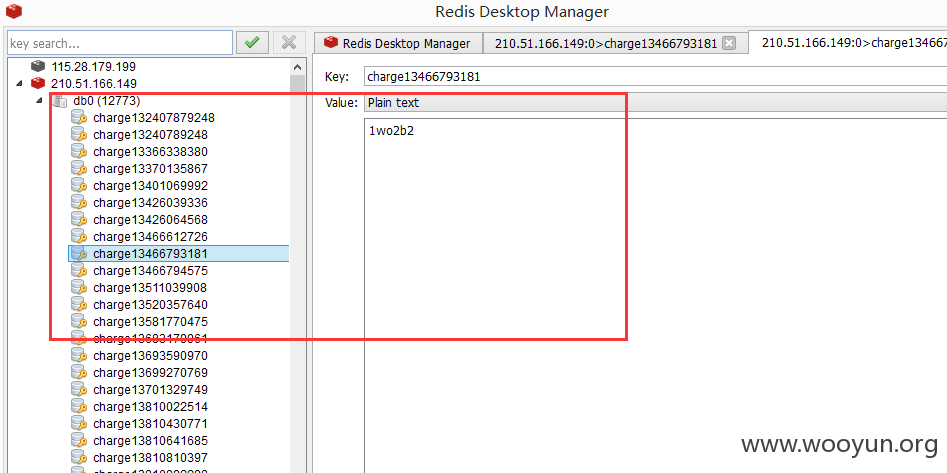 Redis Desktop Manager
key search...
Redis Desktop Manager
210.51.166.149:0>charge13466793181
210.51.166.149:0>charge1346679
115.28.179.199
210.51.166.149
db0 (12773)
charge132407879248
charge13240789248
charge13366338380
charge13370135867
charge13401069992
charge13426039336
charge13426064568
charge13466612726
charge13466793181
charge13466794575
charge13511039908
charge13520357640
charge13581770475
charge13693590970
charge13699270769
charge13701329749
charge13810022514
charge13810430771
charge13810641685
charge13810810397
Key:
charge13466793181
Value:
Plain text
1wo2b2
www.wooyun.org